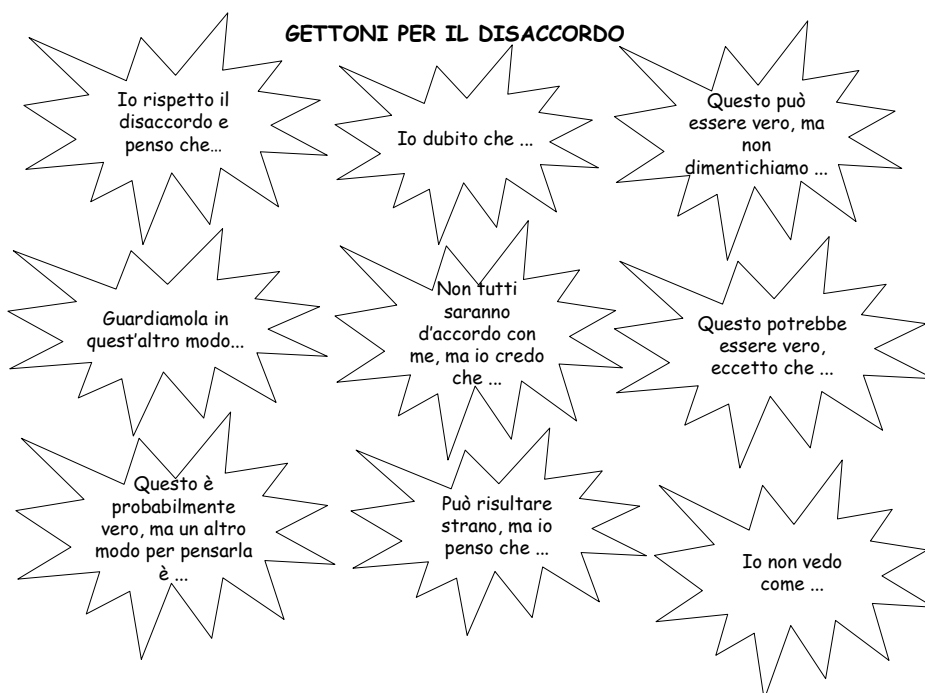 GETTONI PER IL DISACCORDO
Io rispetto il
disaccordo e
penso che…
Io dubito che ...
Questo può
essere vero, ma
non
dimentichiamo ...
Guardiamola in
quest'altro modo...
Non tutti
saranno
d'accordo con
me, ma io credo
che ...
Questo potrebbe
essere vero,
eccetto che ...
Questo è
probabilmente
vero, ma un altro
modo per pensarla
è ...
Può risultare
strano, ma io
penso che ...
Io non vedo
come ...